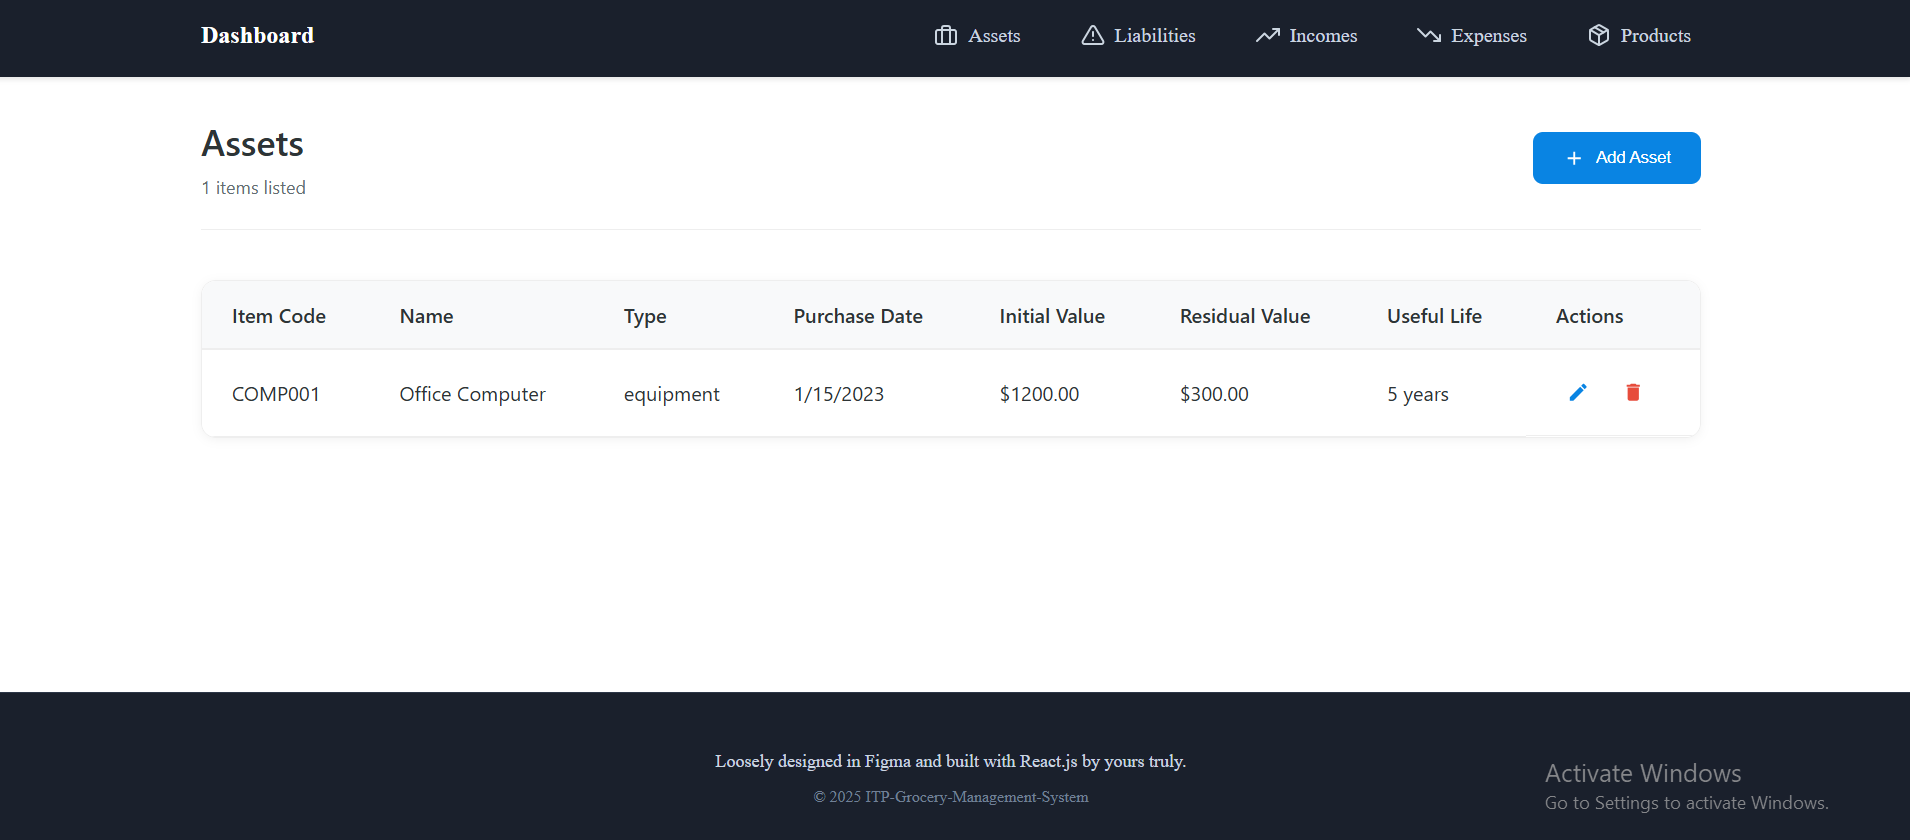 Dashboard Assets Liabilities Incomes Expenses Products
Assets
Add Asset
1 items listed
Item Code Name Type Purchase Date Initial Value Residual Value Useful Life Actions
COMP001 Office Computer equipment 1/15/2023 $1200.00 $300.00 5 years
Loosely designed in Figma and built with React.js by yours truly.
© 2025 ITP-Grocery-Management-System
Activate Windows
Go to Settings to activate Windows.